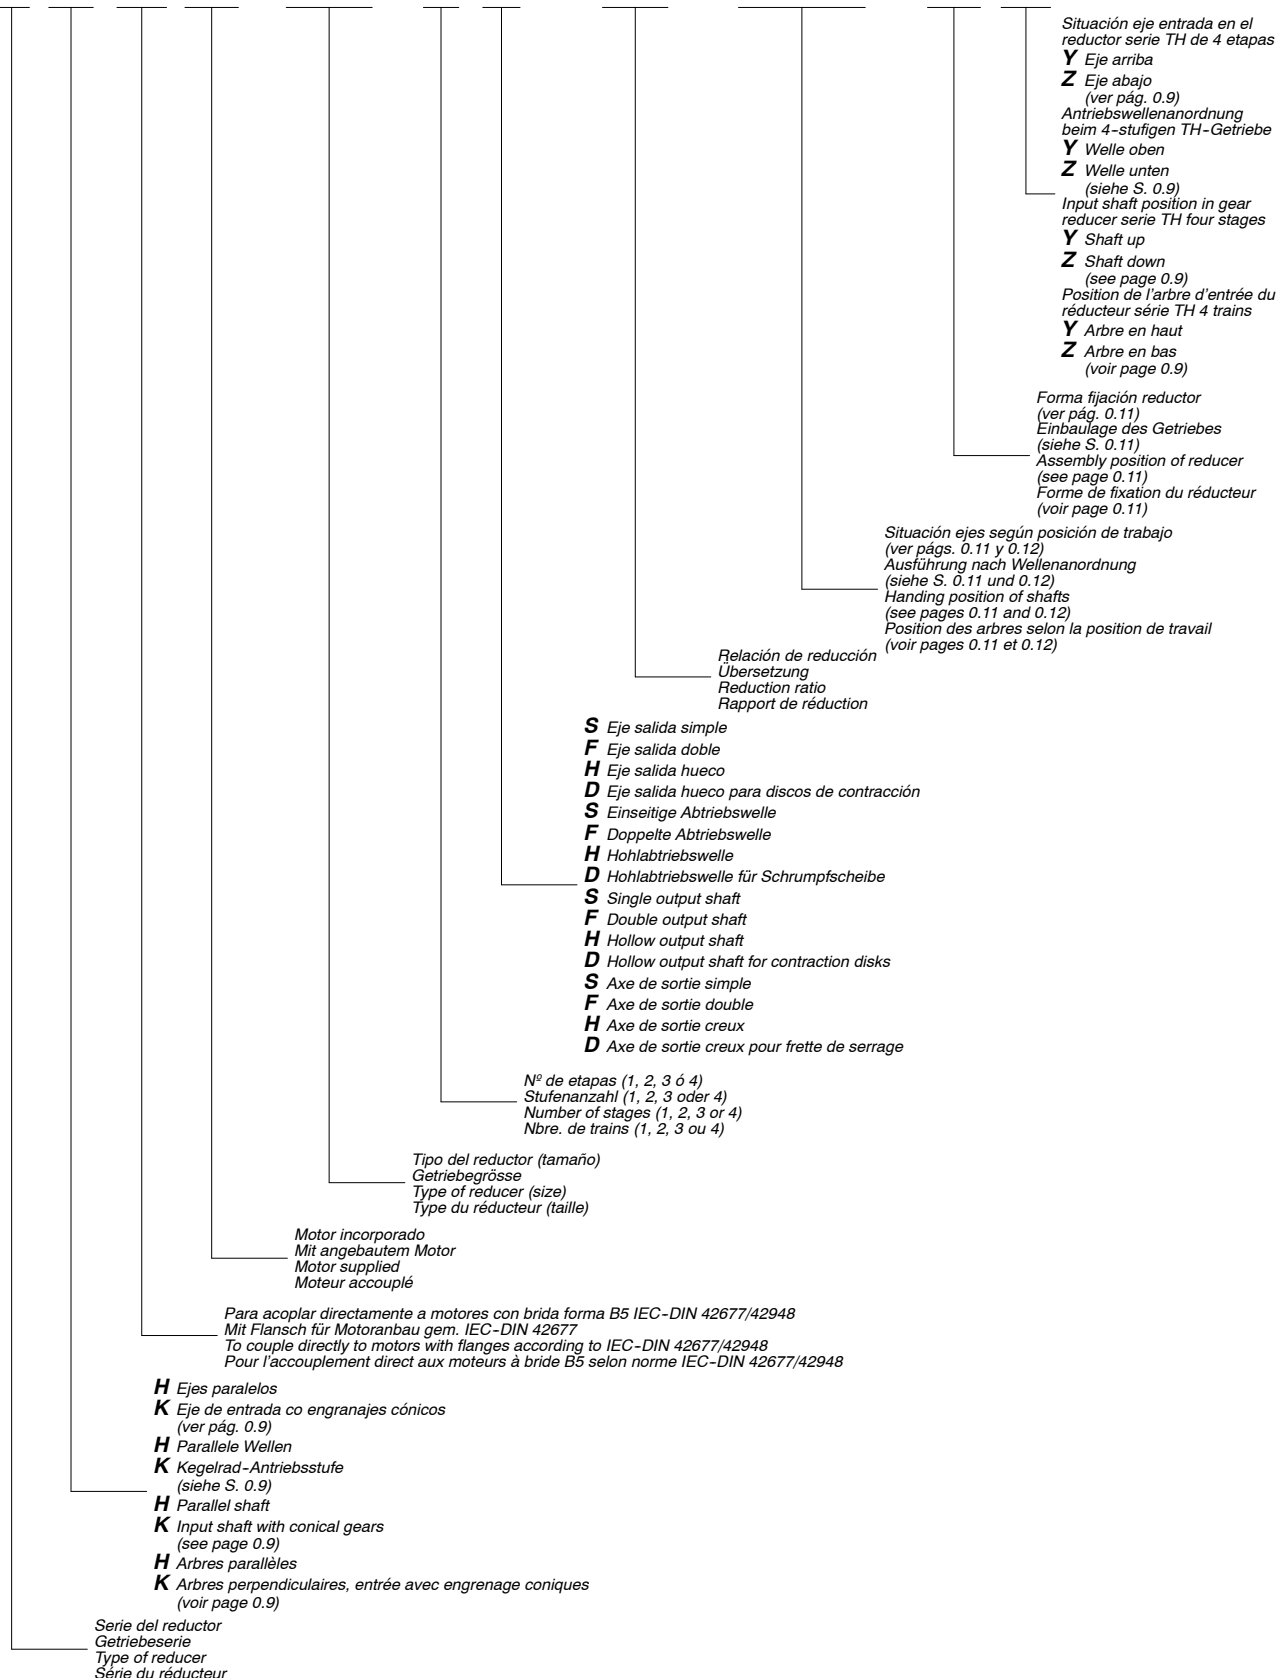 Situación eje entrada en el
reductor serie TH de 4 etapas
Y Eje arriba
Z Eje abajo
(ver pág. 0.9)
Antriebswellenanordnung
beim 4-stufigen TH-Getriebe
Y Welle oben
Z Welle unten
(siehe S. 0.9)
Input shaft position in gear
reducer serie TH four stages
Y Shaft up
Z Shaft down
(see page 0.9)
Position de l'arbre d'entrée du
réducteur série TH 4 trains
Y Arbre en haut
Z Arbre en bas
(voir page 0.9)
Forma fijación reductor
(ver pág. 0.11)
Einbaulage des Getriebes
(siehe S. 0.11)
Assembly position of reducer
(see page 0.11)
Forme de fixation du réducteur
(voir page 0.11)
Situación ejes según posición de trabajo
(ver págs. 0.11 y 0.12)
Ausführung nach Wellenanordnung
(siehe S. 0.11 und 0.12)
Handing position of shafts
(see pages 0.11 and 0.12)
Position des arbres selon la position de travail
(voir pages 0.11 et 0.12)
Relación de reducción
Übersetzung
Reduction ratio
Rapport de réduction
S Eje salida simple
F Eje salida doble
H Eje salida hueco
D Eje salida hueco para discos de contracción
S Einseitige Abtriebswelle
F Doppelte Abtriebswelle
H Hohlabtriebswelle
D Hohlabtriebswelle für Schrumpfscheibe
S Single output shaft
F Double output shaft
H Hollow output shaft
D Hollow output shaft for contraction disks
S Axe de sortie simple
F Axe de sortie double
H Axe de sortie creux
D Axe de sortie creux pour frette de serrage
Nº de etapas (1, 2, 3 ó 4)
Stufenanzahl (1, 2, 3 oder 4)
Number of stages (1, 2, 3 or 4)
Nbre. de trains (1, 2, 3 ou 4)
Tipo del reductor (tamaño)
Getriebegrösse
Type of reducer (size)
Type du réducteur (taille)
Motor incorporado
Mit angebautem Motor
Motor supplied
Moteur accouplé
Para acoplar directamente a motores con brida forma B5 IEC-DIN 42677/42948
Mit Flansch für Motoranbau gem. IEC-DIN 42677
To couple directly to motors with flanges according to IEC-DIN 42677/42948
Pour l'accouplement direct aux moteurs à bride B5 selon norme IEC-DIN 42677/42948
H Ejes paralelos
K Eje de entrada co engranajes cónicos
(ver pág. 0.9)
H Parallele Wellen
K Kegelrad-Antriebsstufe
(siehe S. 0.9)
H Parallel shaft
K Input shaft with conical gears
(see page 0.9)
H Arbres parallèles
K Arbres perpendiculaires, entrée avec engrenage coniques
(voir page 0.9)
Serie del reductor
Getriebeserie
Type of reducer
Série du réducteur